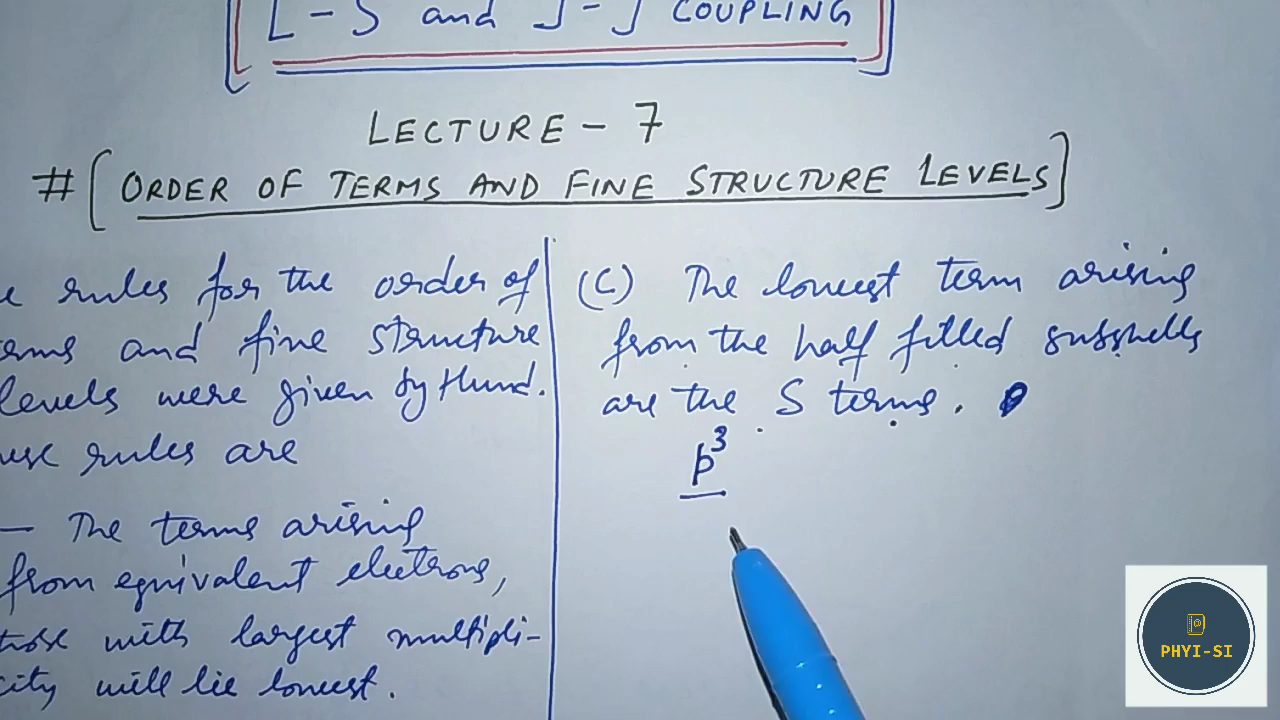 L-S and J-J COUPLING
LECTURE - 7
# [ORDER OF TERMS AND FINE STRUCTURE LEVELS]
e rules for the order of
erms and fine structure
levels were given by Hund.
ese rules are
— The terms arising
from equivalent electrons,
those with largest multipli-
city will lie lowest.
(C) The lowest term arising
from the half filled subshells
are the S terms.
p³
PHYI-SI